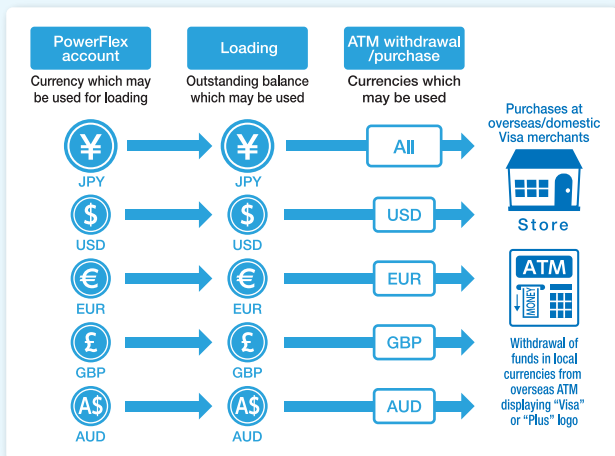 PowerFlex
account
Loading
ATM withdrawal
/purchase
Currency which may
be used for loading
Outstanding balance
which may be used
Currencies which
may be used
Purchases at
overseas/domestic
Visa merchants
¥
JPY
¥
JPY
All
Store
$
USD
$
USD
USD
€
EUR
€
EUR
EUR
ATM
MONEY
£
GBP
£
GBP
GBP
A$
AUD
A$
AUD
AUD
Withdrawal of
funds in local
currencies from
overseas ATM
displaying “Visa”
or “Plus” logo